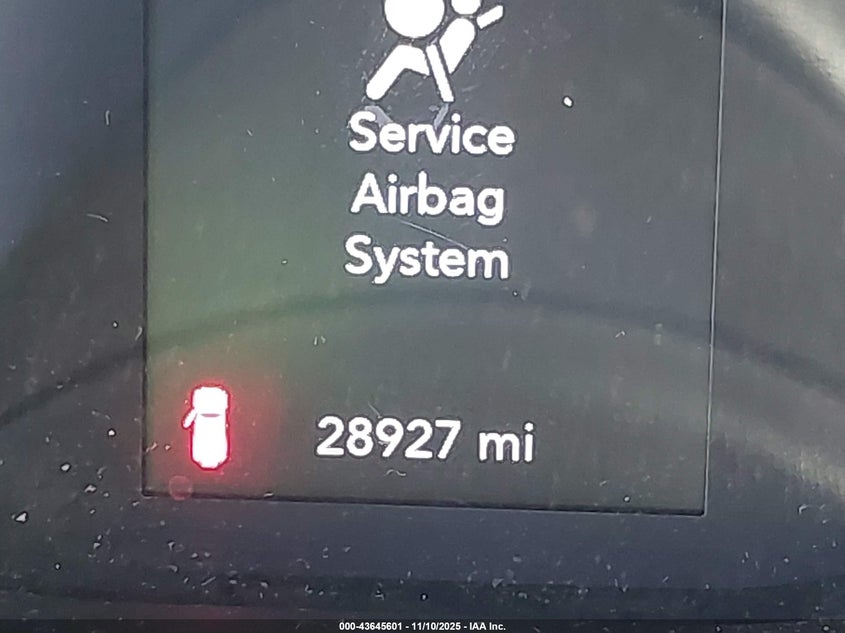 Service
Airbag
System
28927 mi
000-43645601 - 11/10/2025 - IAA Inc.